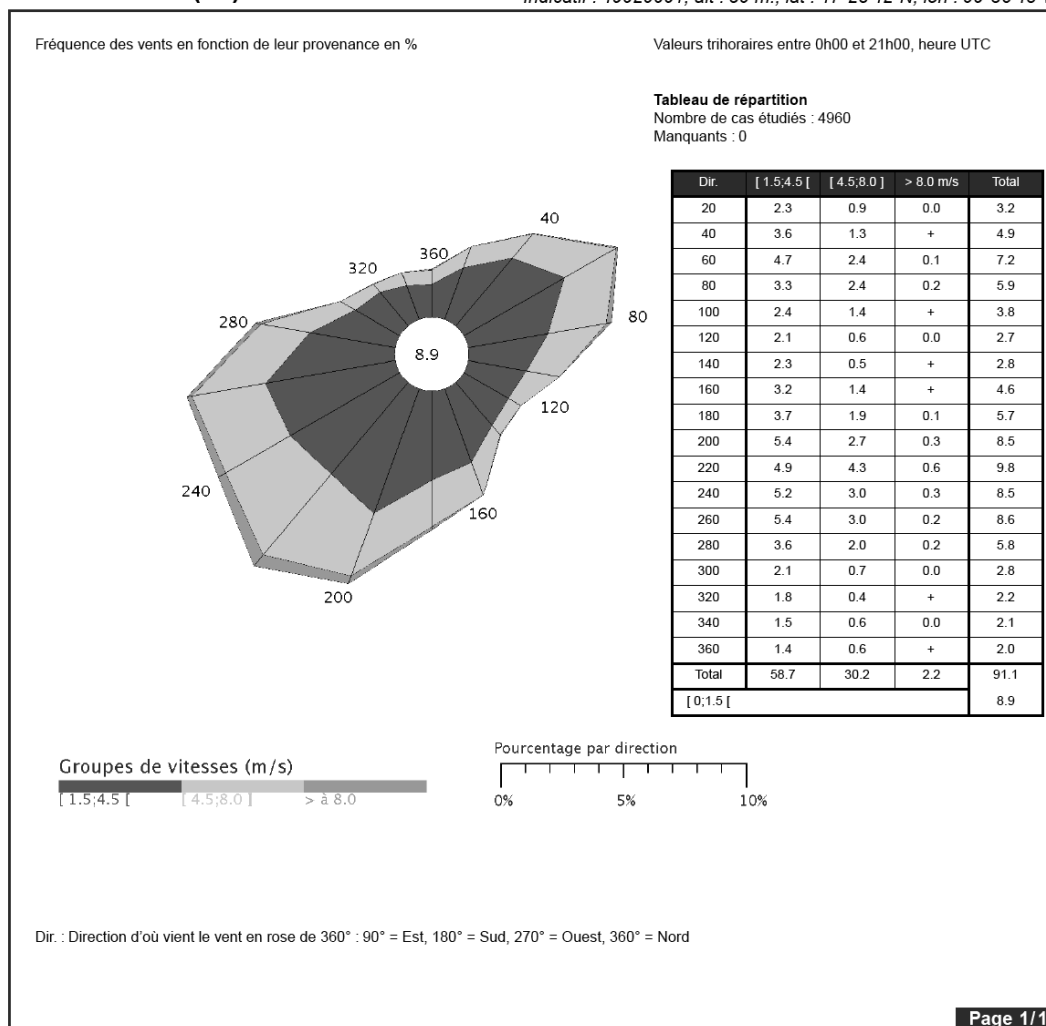 Fréquence des vents en fonction de leur provenance en %
Valeurs trihoraires entre 0h00 et 21h00, heure UTC
Tableau de répartition
Nombre de cas étudiés : 4960
Manquants : 0
Dir. [ 1.5;4.5 [ [ 4.5;8.0 ] > 8.0 m/s Total
20 2.3 0.9 0.0 3.2
40 3.6 1.3 + 4.9
60 4.7 2.4 0.1 7.2
80 3.3 2.4 0.2 5.9
100 2.4 1.4 + 3.8
120 2.1 0.6 0.0 2.7
140 2.3 0.5 + 2.8
160 3.2 1.4 + 4.6
180 3.7 1.9 0.1 5.7
200 5.4 2.7 0.3 8.5
220 4.9 4.3 0.6 9.8
240 5.2 3.0 0.3 8.5
260 5.4 3.0 0.2 8.6
280 3.6 2.0 0.2 5.8
300 2.1 0.7 0.0 2.8
320 1.8 0.4 + 2.2
340 1.5 0.6 0.0 2.1
360 1.4 0.6 + 2.0
Total 58.7 30.2 2.2 91.1
[ 0;1.5 [ 8.9
40
360
320
280
80
8.9
120
240
160
200
Groupes de vitesses (m/s)
[ 1.5;4.5 [ [ 4.5;8.0 ] > à 8.0
Pourcentage par direction
0% 5% 10%
Dir. : Direction d'où vient le vent en rose de 360° : 90° = Est, 180° = Sud, 270° = Ouest, 360° = Nord
Page 1/1